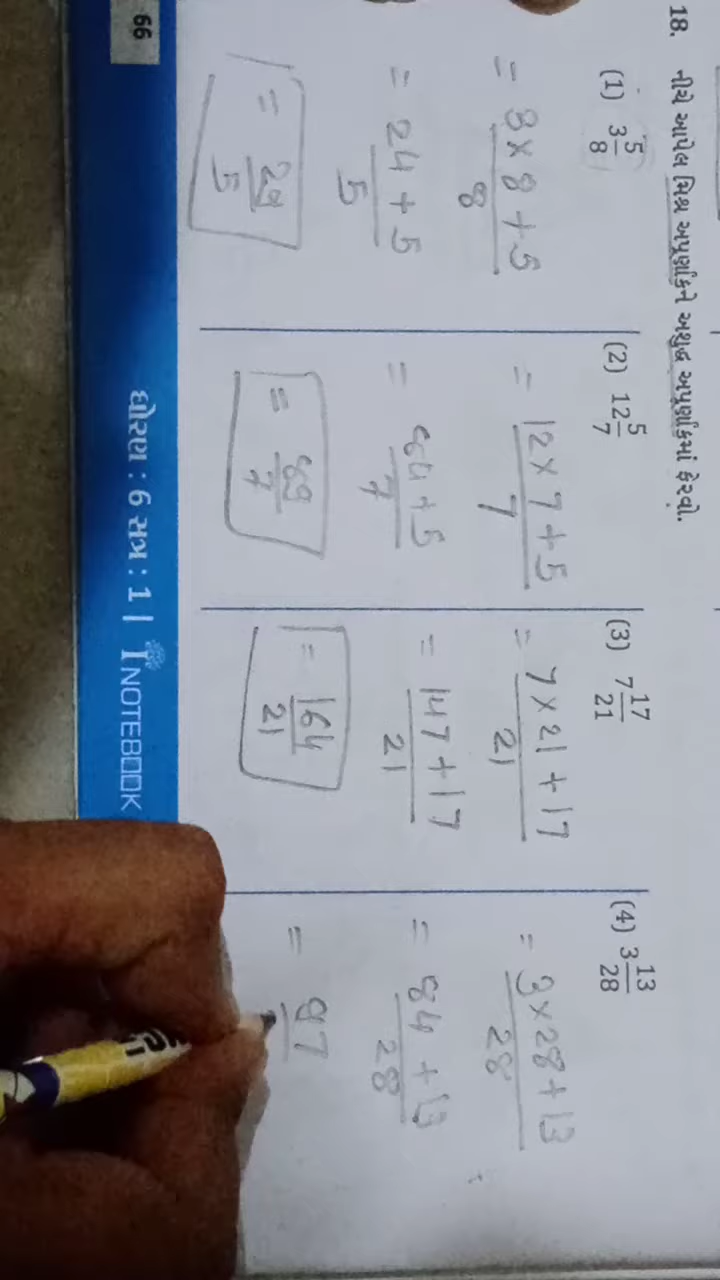 18. નીચે આપેલ મિશ્ર અપૂર્ણાંકને અશુદ્ધ અપૂર્ણાંકમાં ફેરવો.
(1) 3 5/8
= 3 × 8 + 5 / 8
= 24 + 5 / 5
= 29 / 5
(2) 12 5/7
= 12 × 7 + 5 / 7
= 84 + 5 / 7
= 89 / 7
(3) 7 17/21
= 7 × 21 + 17 / 21
= 147 + 17 / 21
= 164 / 21
(4) 3 13/28
= 3 × 28 + 13 / 28
= 84 + 13 / 28
= 97
66
ધોરણ : 6 સત્ર : 1 | i NOTEBOOK